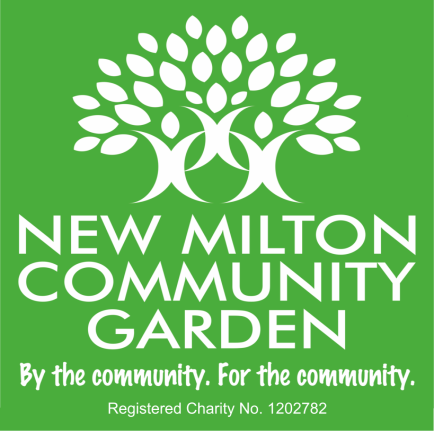 NEW MILTON
COMMUNITY
GARDEN
By the community. For the community.
Registered Charity No. 1202782